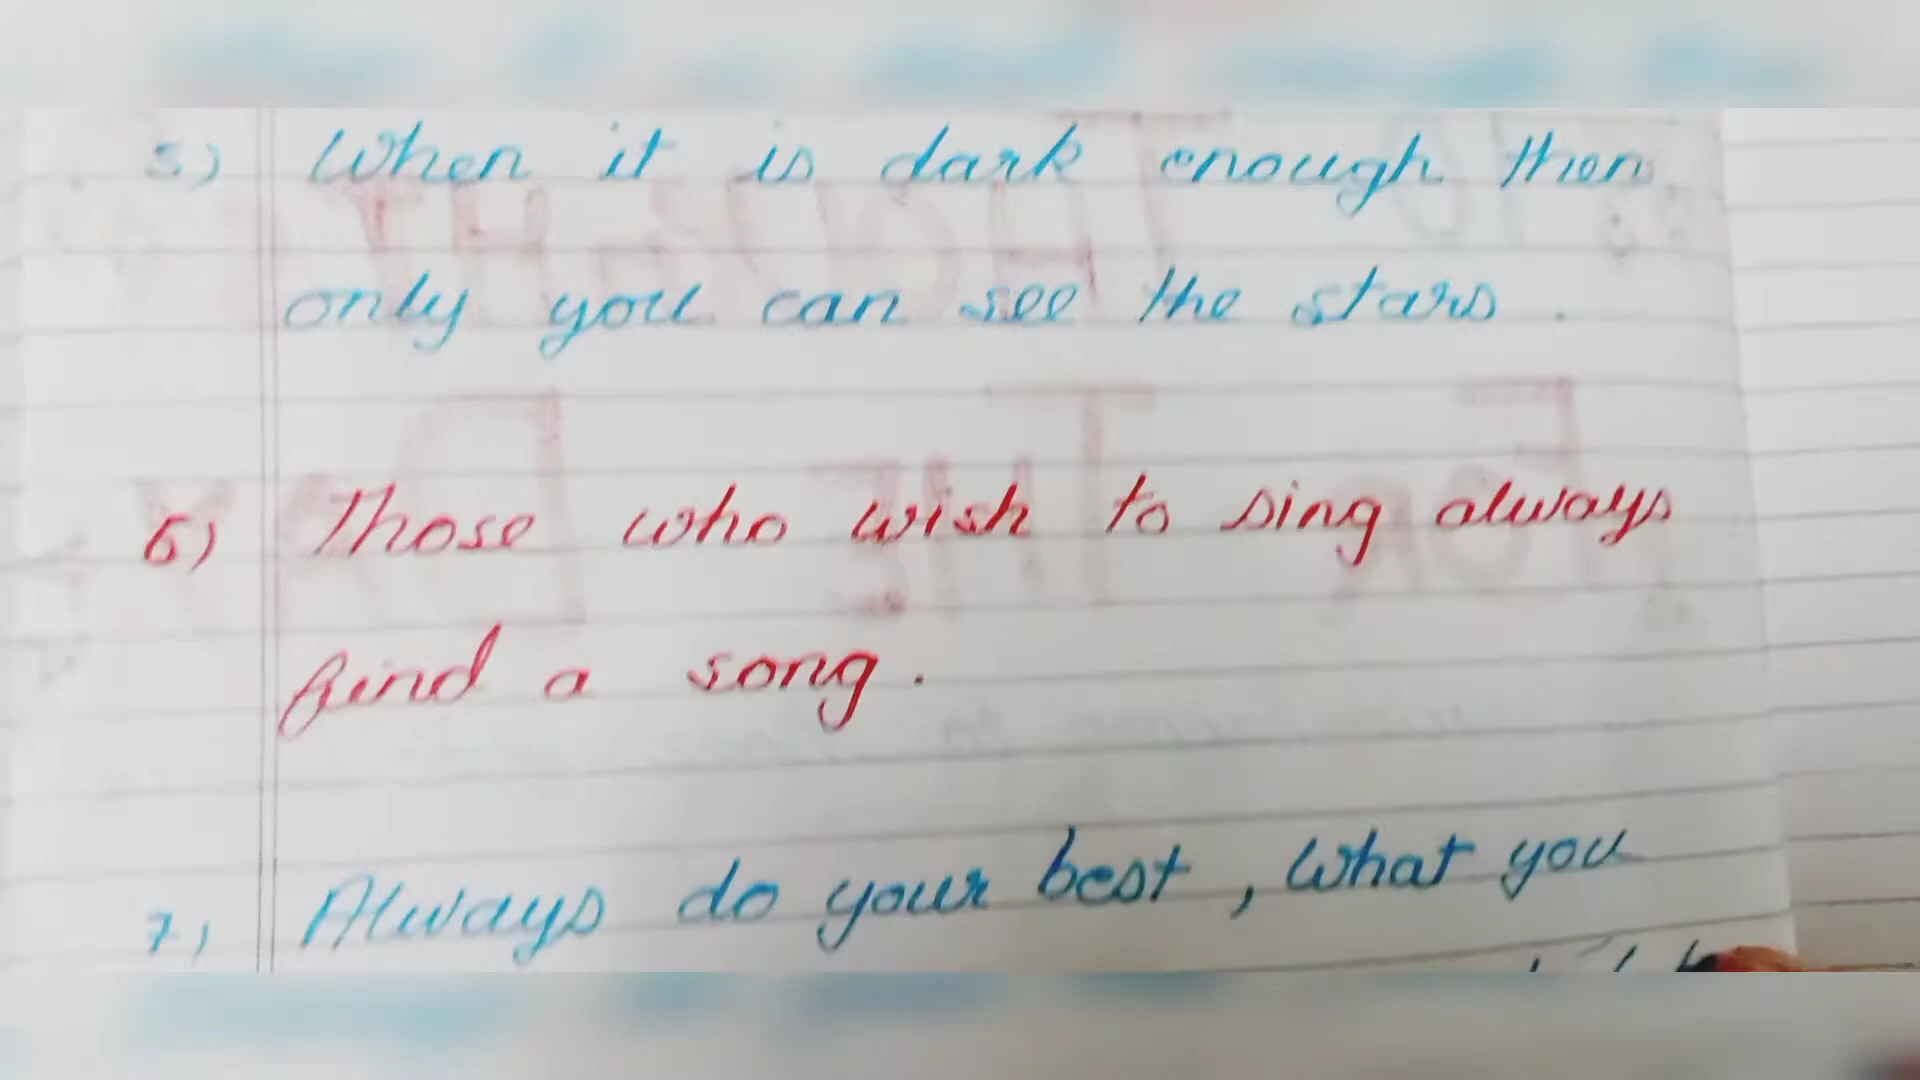 5) When it is dark enough then
only you can see the stars.
6) Those who wish to sing always
find a song.
7) Always do your best, What you